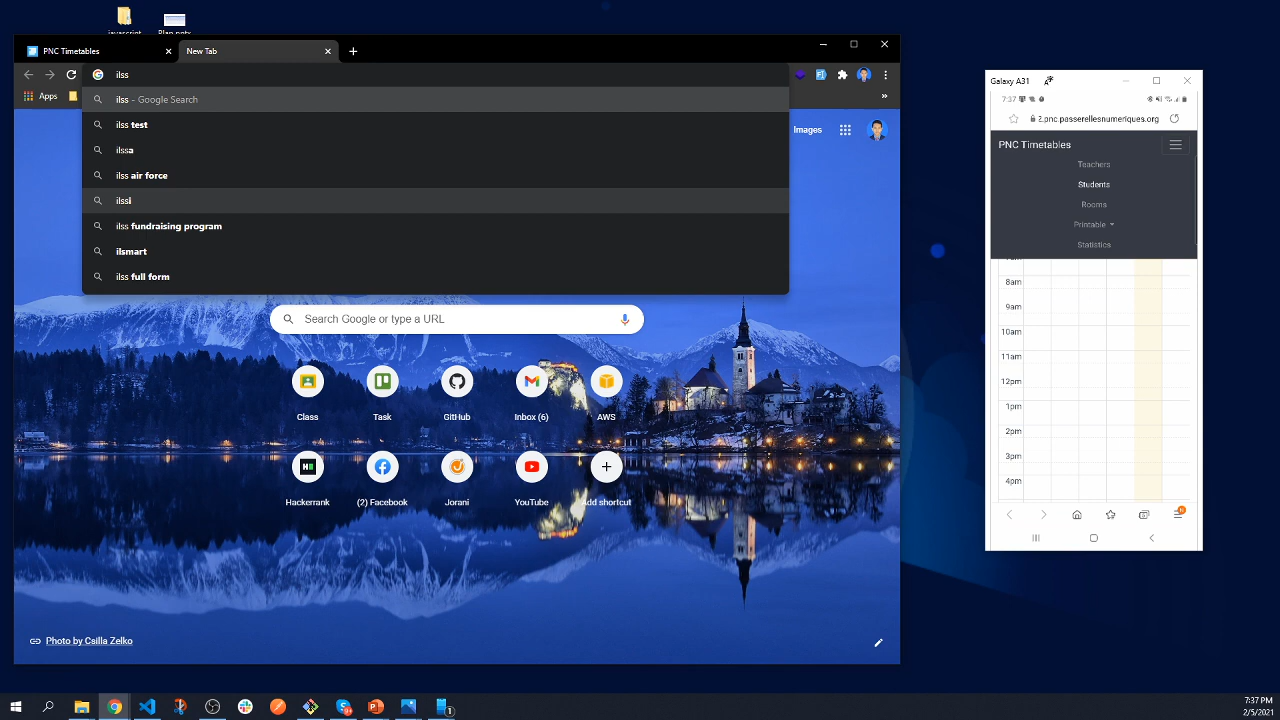 javascript
Plan.pptx
PNC Timetables
New Tab
ilss
Apps
»
ilss - Google Search
ilss test
ilssa
ilss air force
ilssi
ilss fundraising program
ilsmart
ilss full form
Images
Search Google or type a URL
Class
Task
GitHub
Inbox (6)
AWS
Hackerrank
(2) Facebook
Jorani
YouTube
Add shortcut
Photo by Csilla Zelko
Galaxy A31
7:37
2.pnc.passerellesnumeriques.org
PNC Timetables
Teachers
Students
Rooms
Printable
Statistics
8am
9am
10am
11am
12pm
1pm
2pm
3pm
4pm
N
1
7:37 PM
2/5/2021